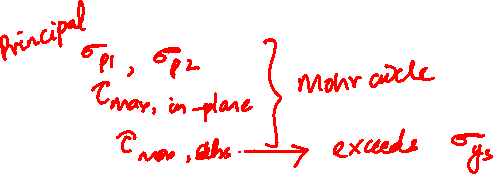 Principal
σp1, σp2
τmax, in-plane } Mohr circle
τmax, abs. → exceeds σys